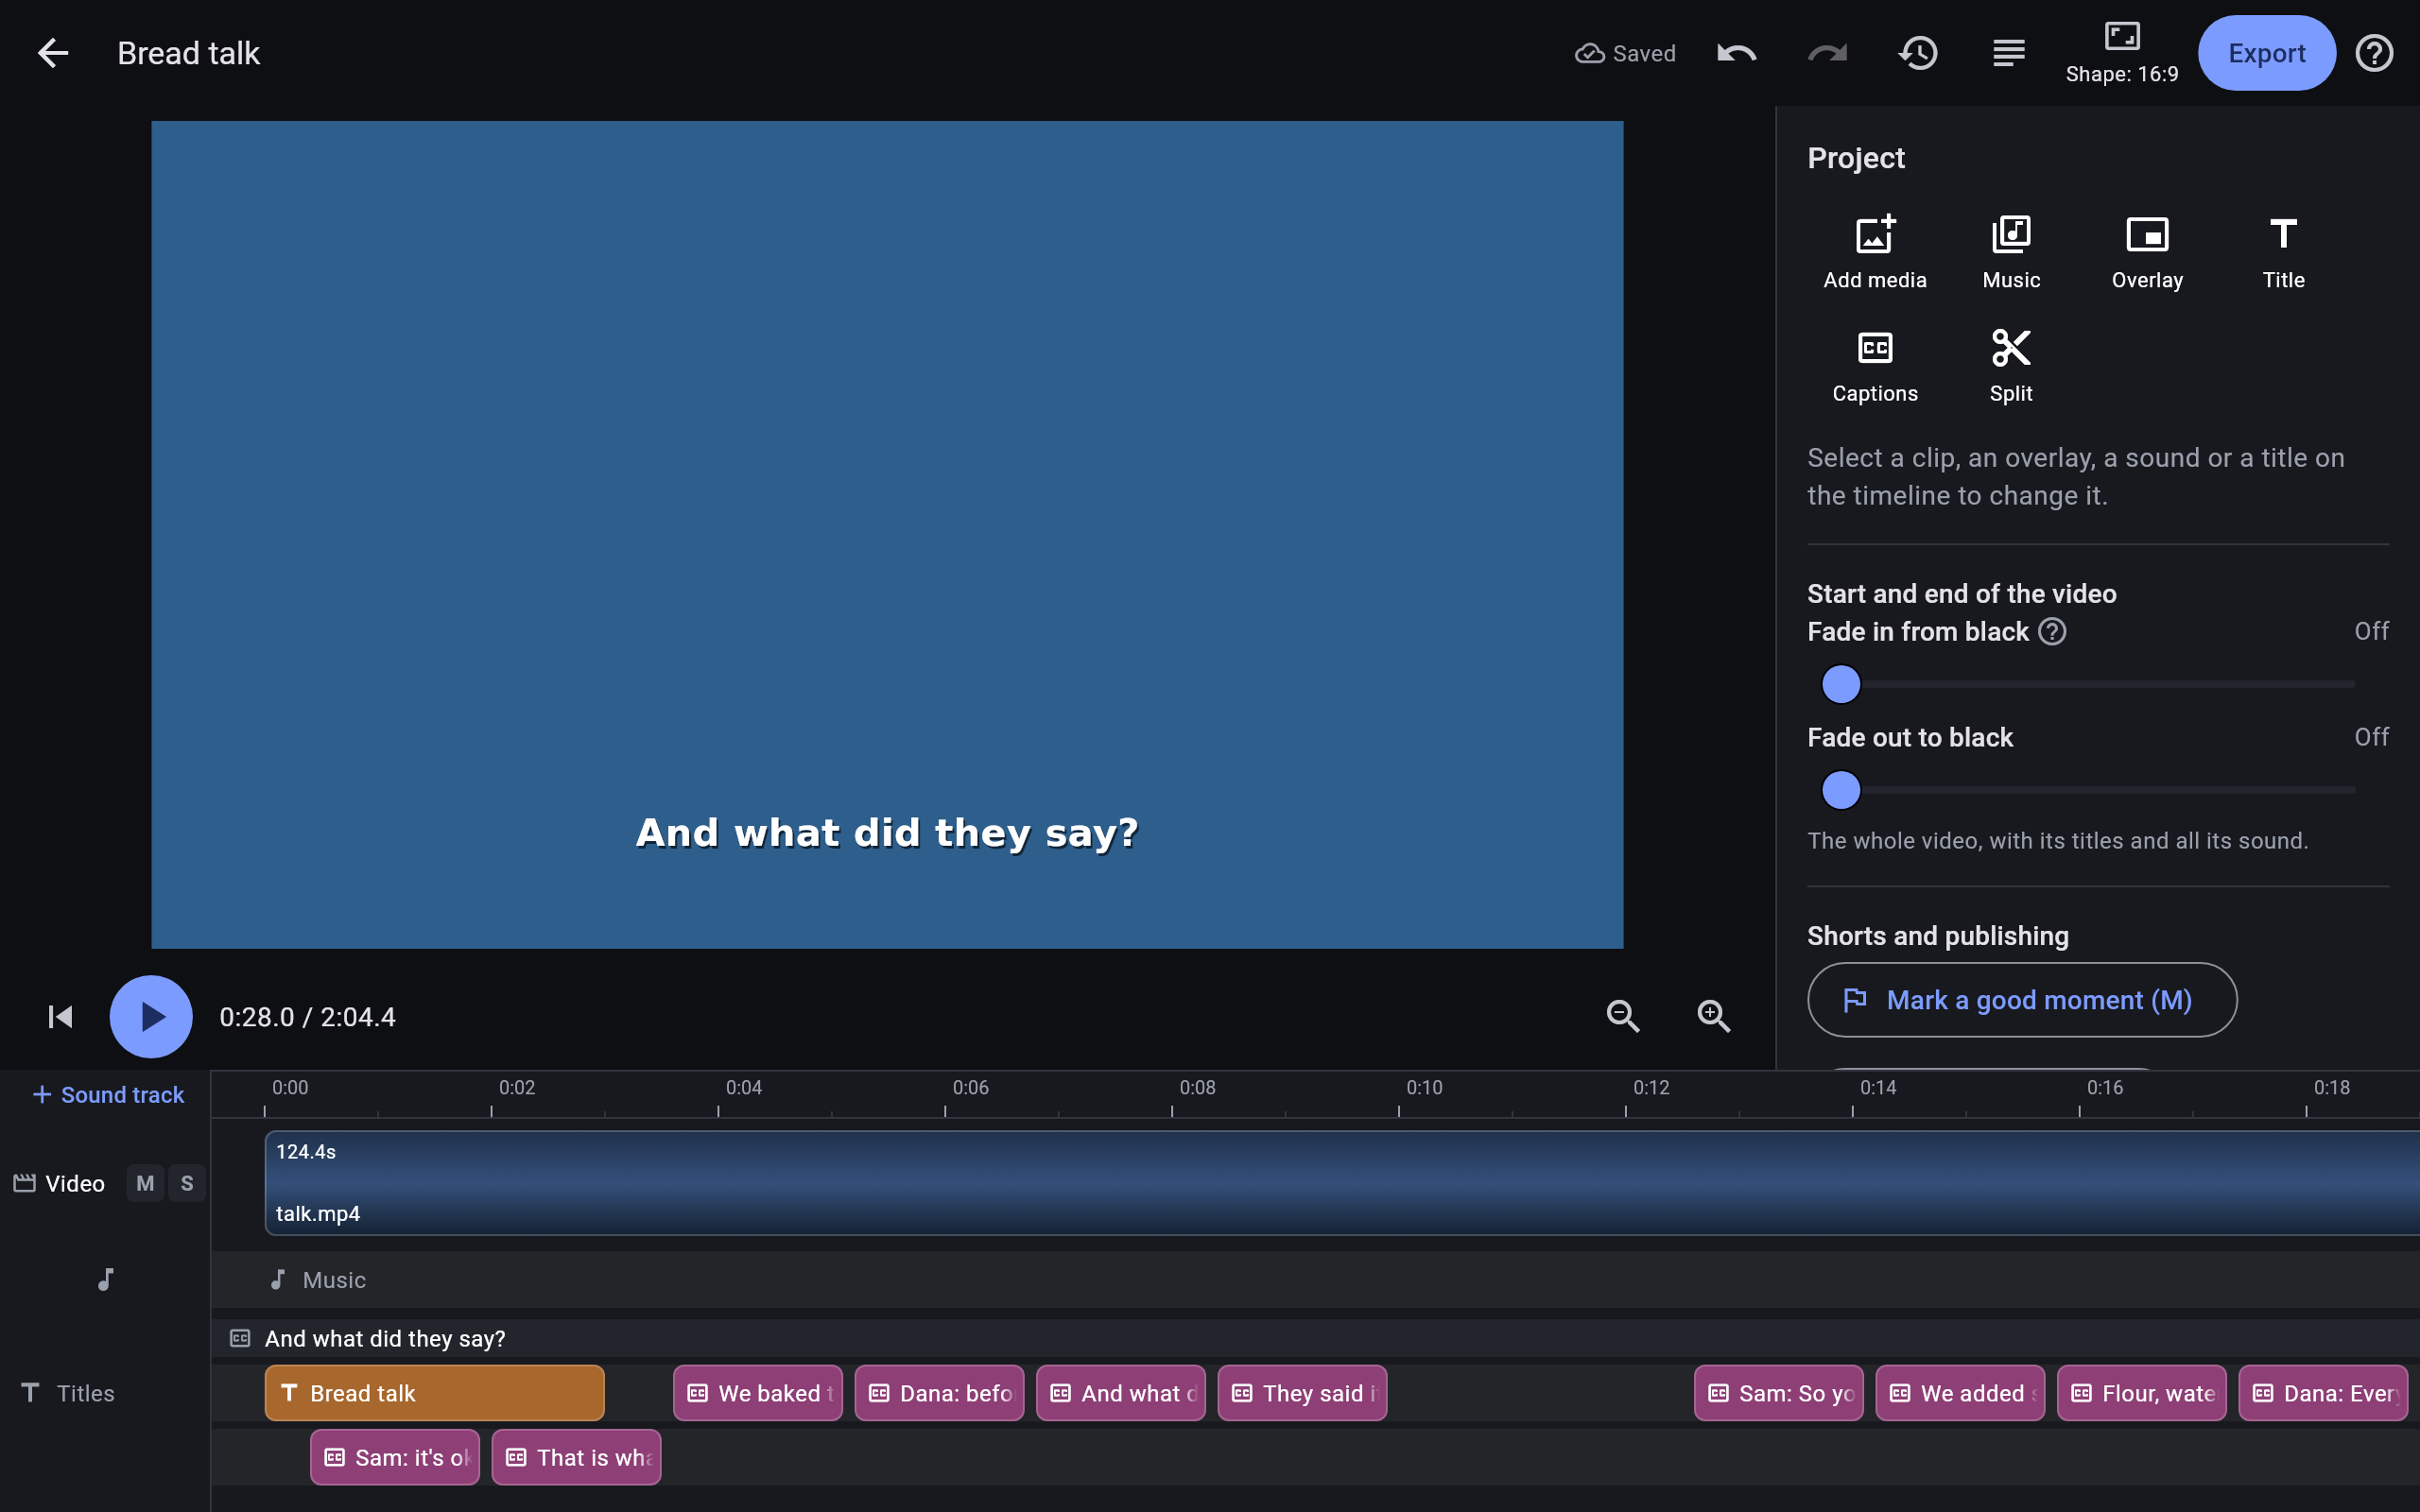 Bread talk
Saved
Shape: 16:9
Export
Project
Add media
Music
Overlay
Title
Captions
Split
Select a clip, an overlay, a sound or a title on
the timeline to change it.
Start and end of the video
Fade in from black
Off
Fade out to black
Off
The whole video, with its titles and all its sound.
Shorts and publishing
Mark a good moment (M)
And what did they say?
0:28.0 / 2:04.4
Sound track
0:00 0:02 0:04 0:06 0:08 0:10 0:12 0:14 0:16 0:18
Video M S
124.4s
talk.mp4
Music
And what did they say?
Titles
Bread talk
We baked
Dana: befo
And what
They said
Sam: So yo
We added
Flour, wate
Dana: Ever
Sam: it's
That is wha